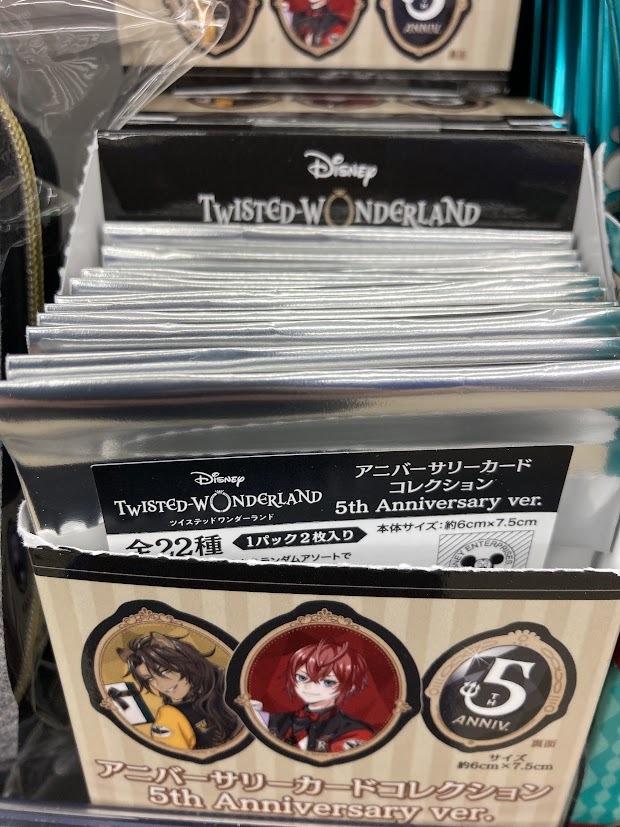 5
ANNIV.
裏面
Disney
TWISTED-WONDERLAND
Disney
TWISTED-WONDERLAND
ツイステッドワンダーランド
アニバーサリーカード
コレクション
5th Anniversary ver.
全22種
1パック2枚入り
本体サイズ:約6cm×7.5cm
ランダムアソートで
5TH
ANNIV.
裏面
サイズ
約6cm×7.5cm
アニバーサリーカードコレクション
5th Anniversary ver.